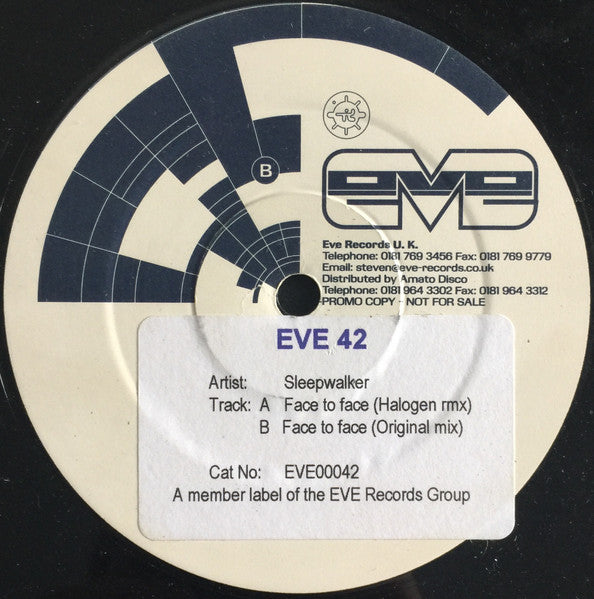 B
eve
Eve Records U. K.
Telephone: 0181 769 3456 Fax: 0181 769 9779
Email: steven@eve-records.co.uk
Distributed by Amato Disco
Telephone: 0181 964 3302 Fax: 0181 964 3312
PROMO COPY - NOT FOR SALE
EVE 42
Artist: Sleepwalker
Track: A Face to face (Halogen rmx)
B Face to face (Original mix)
Cat No: EVE00042
A member label of the EVE Records Group